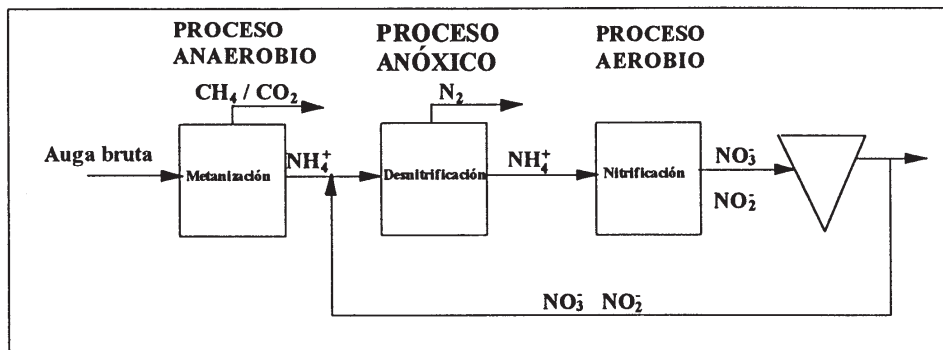 PROCESO
ANAEROBIO
PROCESO
ANÓXICO
PROCESO
AEROBIO
CH₄ / CO₂
N₂
Auga bruta
Metanización
NH₄⁺
Desnitrificación
NH₄⁺
Nitrificación
NO₃⁻
NO₂⁻
NO₃⁻ NO₂⁻